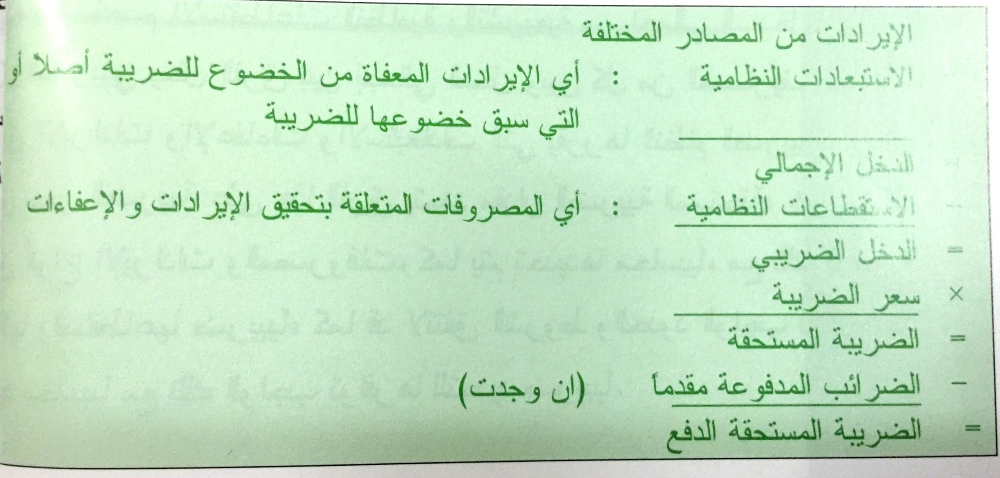 الإيرادات من المصادر المختلفة
الاستبعادات النظامية : أي الإيرادات المعفاة من الخضوع للضريبة أصلاً أو
التي سبق خضوعها للضريبة
= الدخل الإجمالي
- الاستقطاعات النظامية : أي المصروفات المتعلقة بتحقيق الإيرادات والإعفاءات
= الدخل الضريبي
× سعر الضريبة
= الضريبة المستحقة
- الضرائب المدفوعة مقدماً (ان وجدت)
= الضريبة المستحقة الدفع